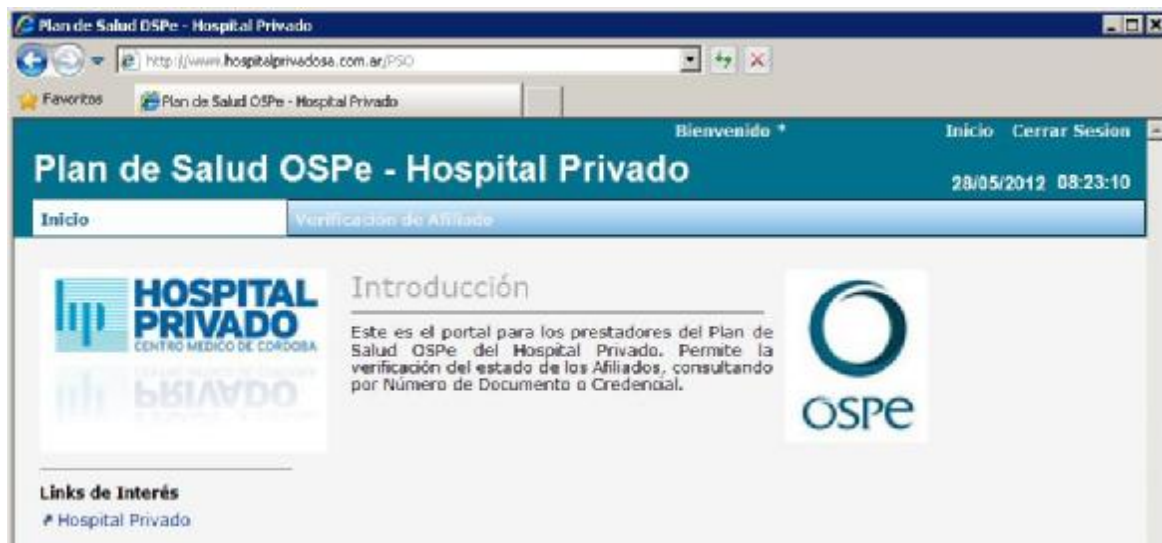 Plan de Salud OSPe - Hospital Privado
http://www.hospitalprivadosa.com.ar/PSO
Favoritos Plan de Salud OSPe - Hospital Privado
Bienvenido * Inicio Cerrar Sesion
Plan de Salud OSPe - Hospital Privado
28/05/2012 08:23:10
Inicio Verificacion de Afiliado
HOSPITAL
PRIVADO
CENTRO MEDICO DE CORDOBA
Introducción
Este es el portal para los prestadores del Plan de
Salud OSPe del Hospital Privado. Permite la
verificación del estado de los Afiliados, consultando
por Número de Documento o Credencial.
OSPe
Links de Interés
Hospital Privado